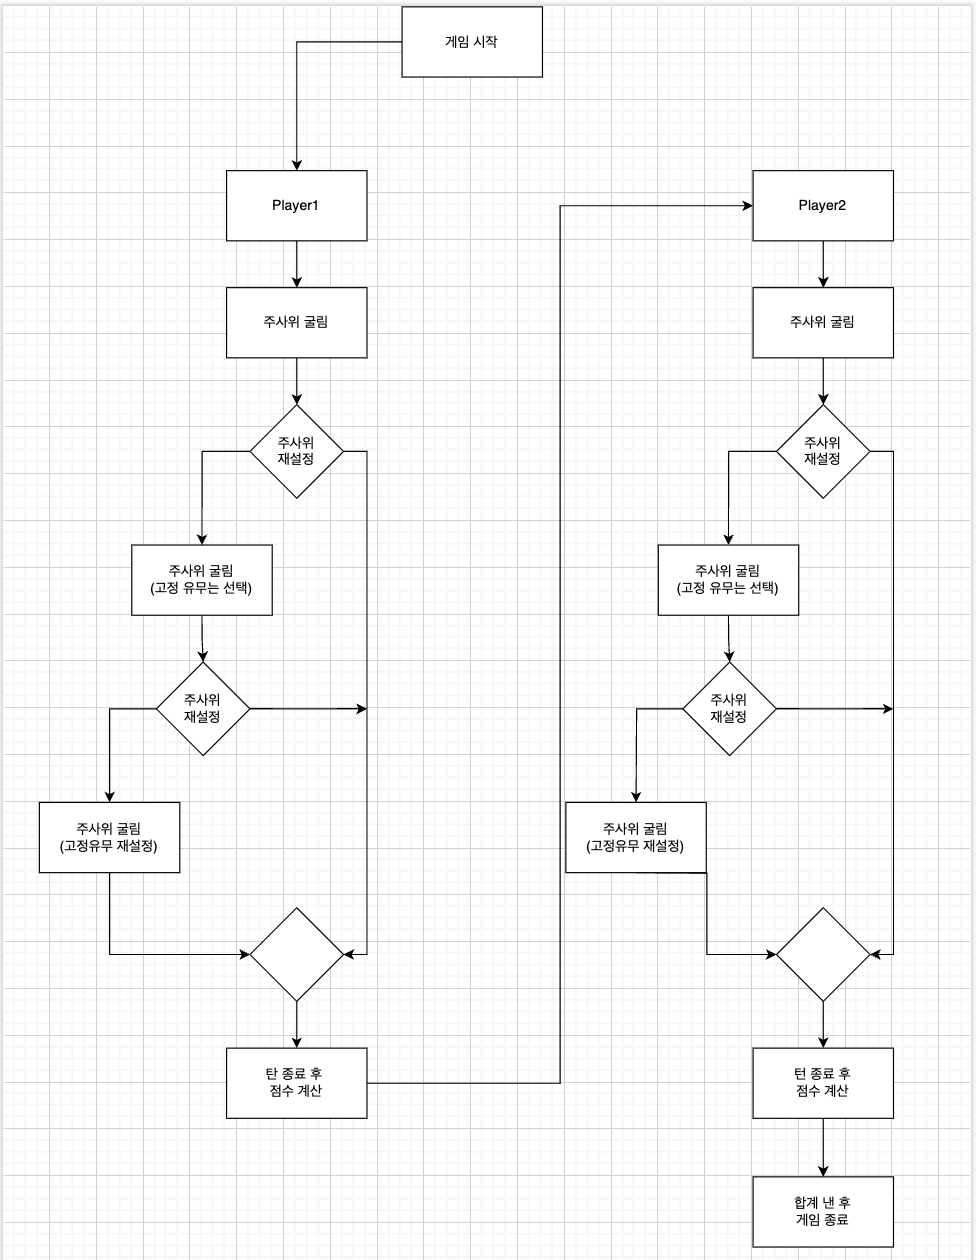 게임 시작
Player1
주사위 굴림
주사위
재설정
주사위 굴림
(고정 유무는 선택)
주사위
재설정
주사위 굴림
(고정유무 재설정)
탄 종료 후
점수 계산
Player2
주사위 굴림
주사위
재설정
주사위 굴림
(고정 유무는 선택)
주사위
재설정
주사위 굴림
(고정유무 재설정)
턴 종료 후
점수 계산
합계 낸 후
게임 종료